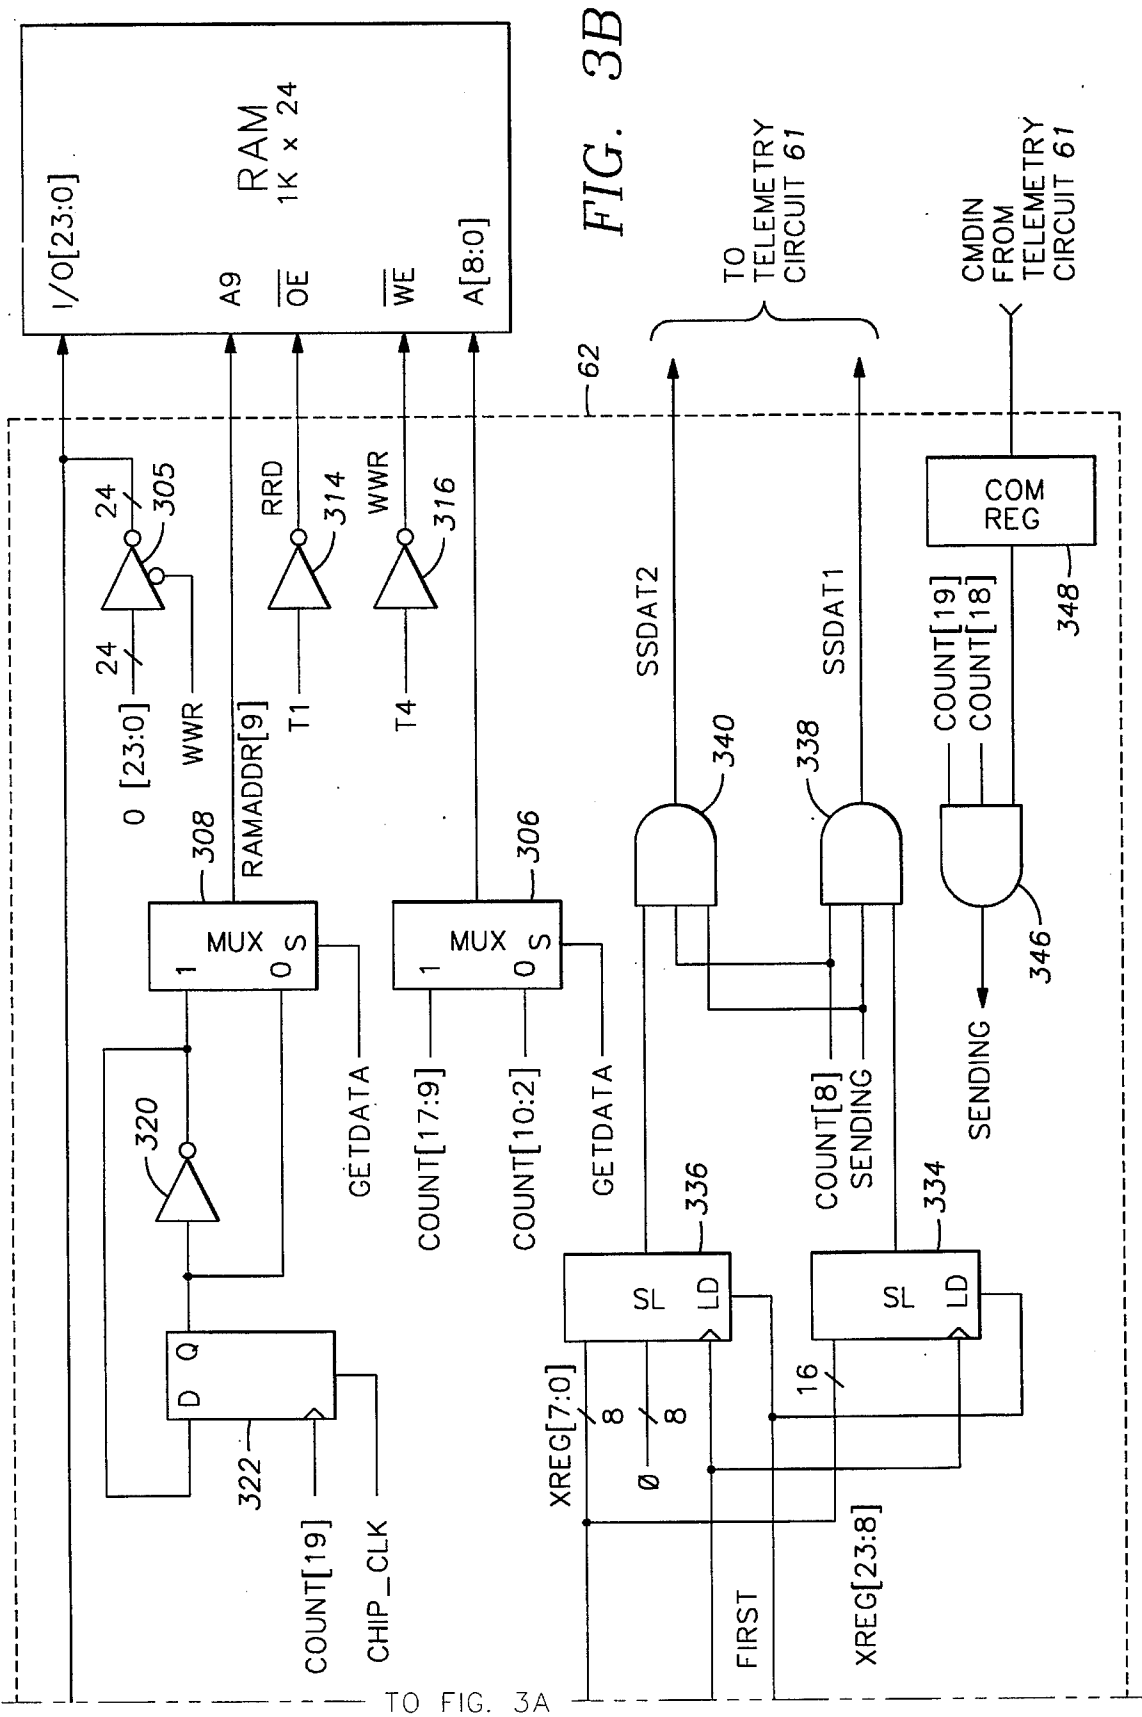 FIG. 3B
I/O[23:0]
A9
OE
WE
A[8:0]
RAM
1K x 24
24
24
305
O [23:0]
WWR
RAMADDR[9]
RRD
314
T1
WWR
316
T4
308
MUX
1
0
S
306
MUX
1
0
S
320
GETDATA
COUNT[17:9]
COUNT[10:2]
GETDATA
D
Q
322
COUNT[19]
CHIP_CLK
62
TO
TELEMETRY
CIRCUIT 61
SSDAT2
SSDAT1
340
338
CMDIN
FROM
TELEMETRY
CIRCUIT 61
COM
REG
348
COUNT[19]
COUNT[18]
346
SENDING
COUNT[8]
SENDING
336
SL
LD
334
SL
LD
XREG[7:0]
8
8
Ø
16
XREG[23:8]
FIRST
TO FIG. 3A